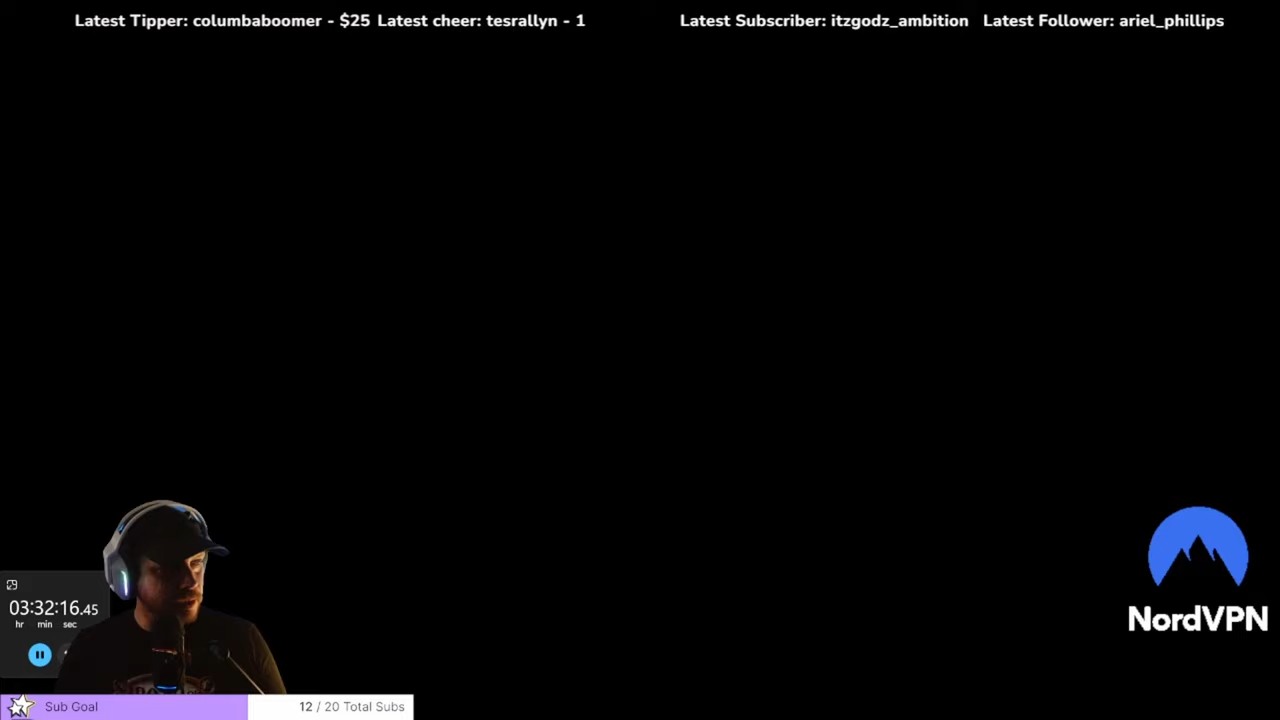 Latest Tipper: columbaboomer - $25 Latest cheer: tesrallyn - 1
Latest Subscriber: itzgodz_ambition Latest Follower: ariel_phillips
03:32:16.45
hr min sec
NordVPN
Sub Goal 12 / 20 Total Subs